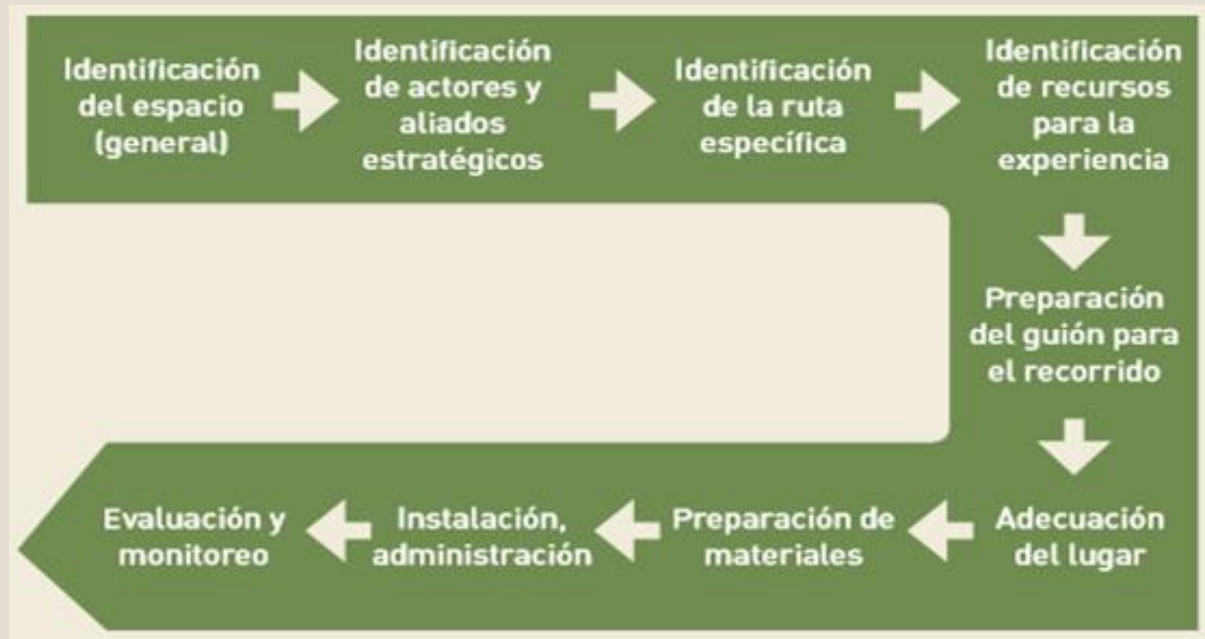 Identificación
del espacio
(general)
Identificación
de actores y
aliados
estratégicos
Identificación
de la ruta
específica
Identificación
de recursos
para la
experiencia
Preparación
del guión para
el recorrido
Adecuación
del lugar
Preparación de
materiales
Instalación,
administración
Evaluación y
monitoreo